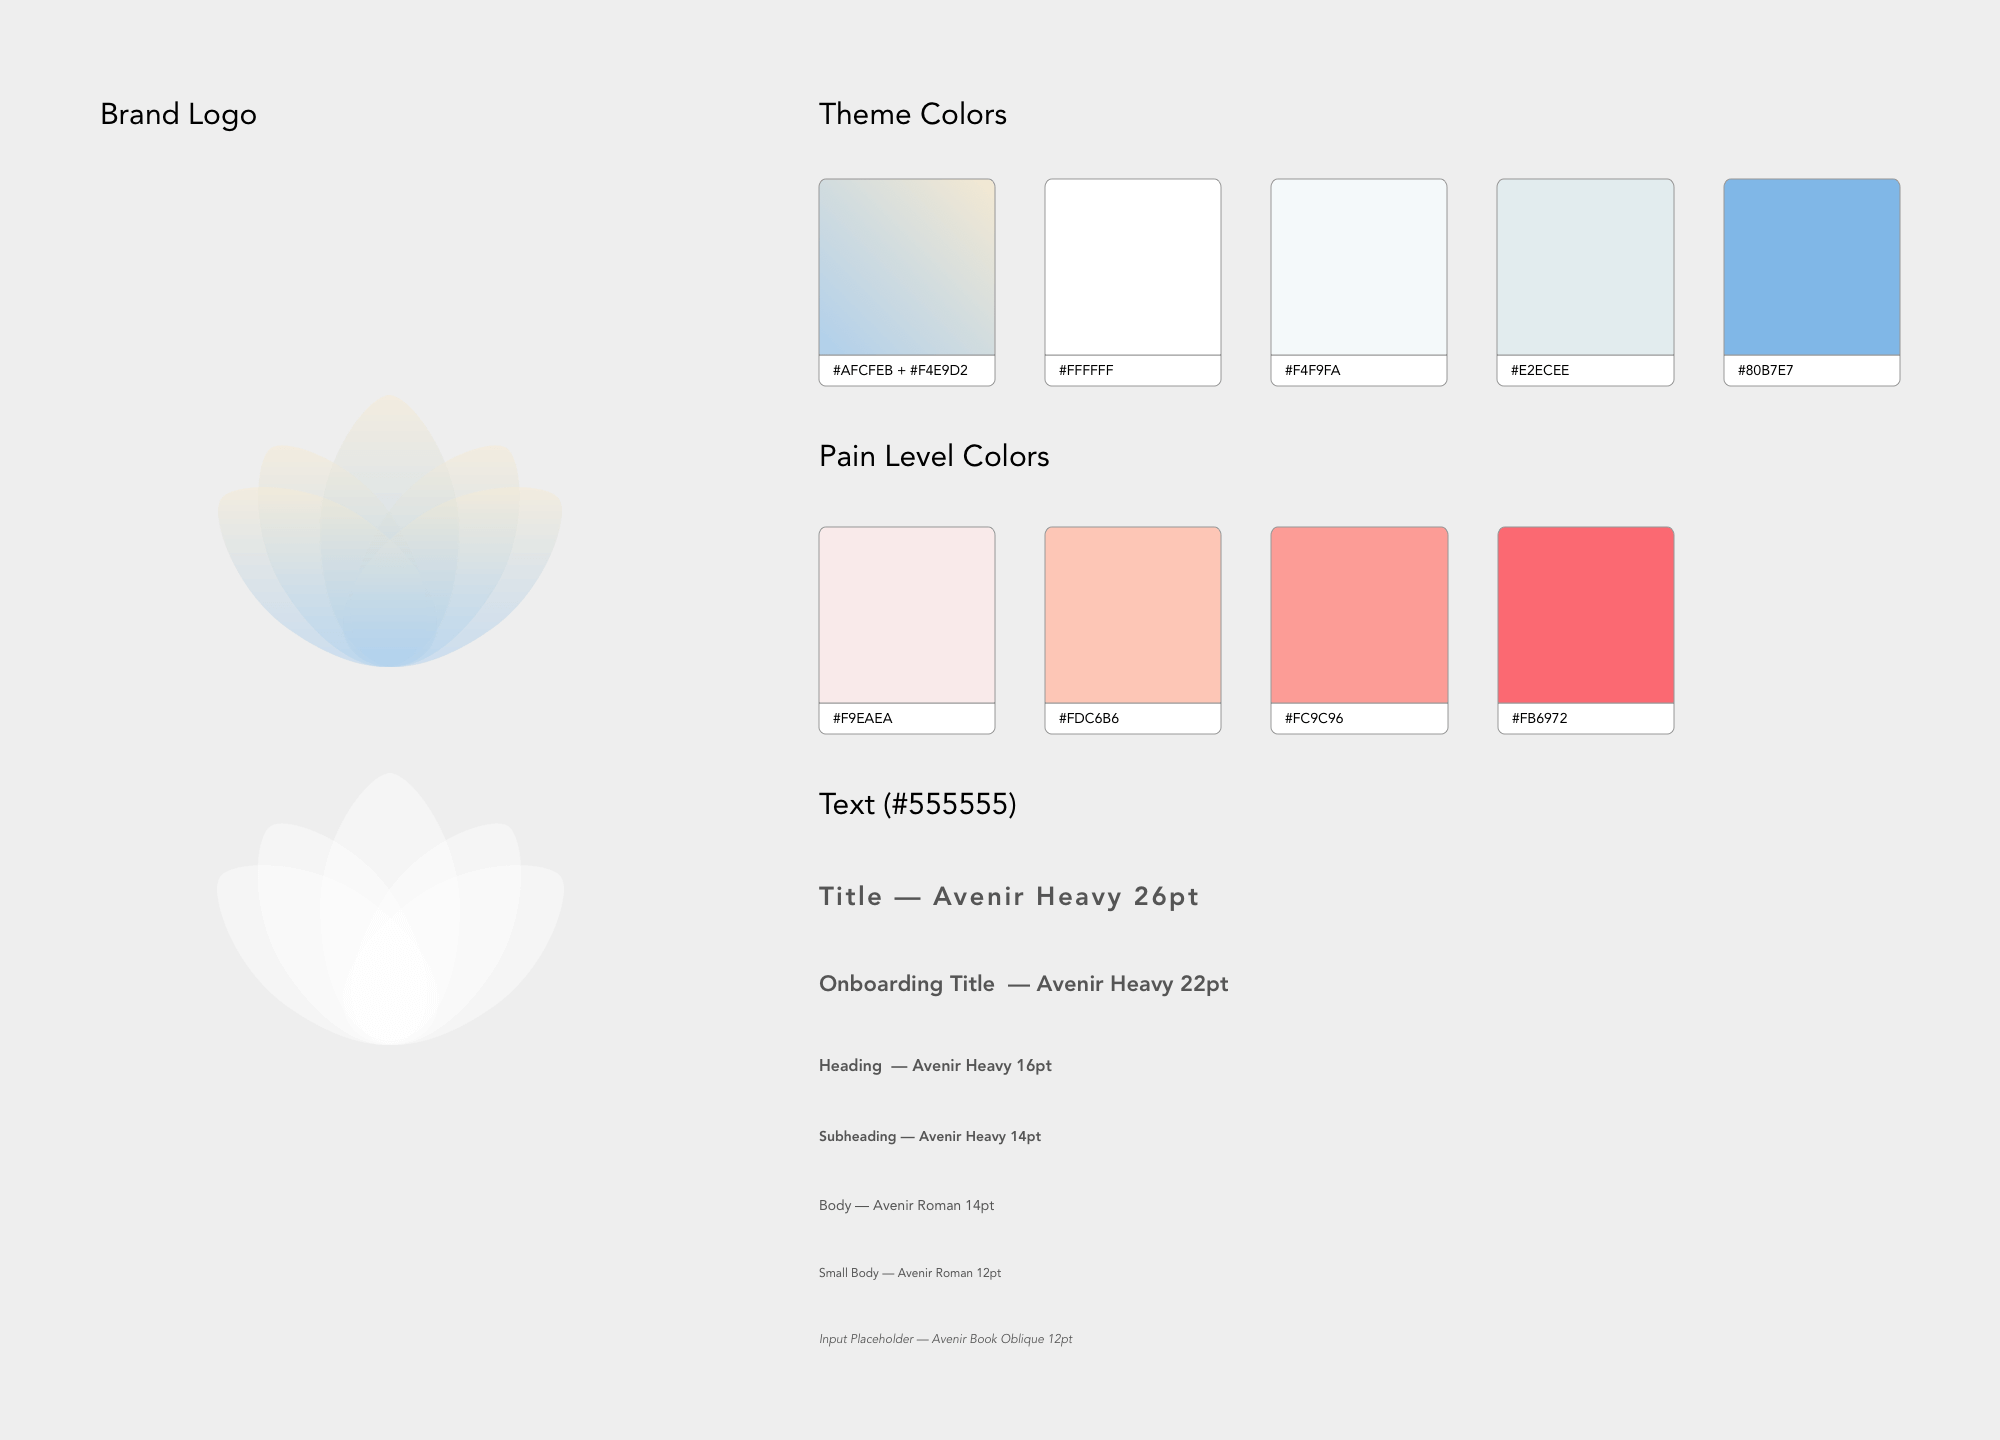 Brand Logo
Theme Colors
#AFCFEB + #F4E9D2
#FFFFFF
#F4F9FA
#E2ECEE
#80B7E7
Pain Level Colors
#F9EAEA
#FDC6B6
#FC9C96
#FB6972
Text (#555555)
Title — Avenir Heavy 26pt
Onboarding Title — Avenir Heavy 22pt
Heading — Avenir Heavy 16pt
Subheading — Avenir Heavy 14pt
Body — Avenir Roman 14pt
Small Body — Avenir Roman 12pt
Input Placeholder — Avenir Book Oblique 12pt